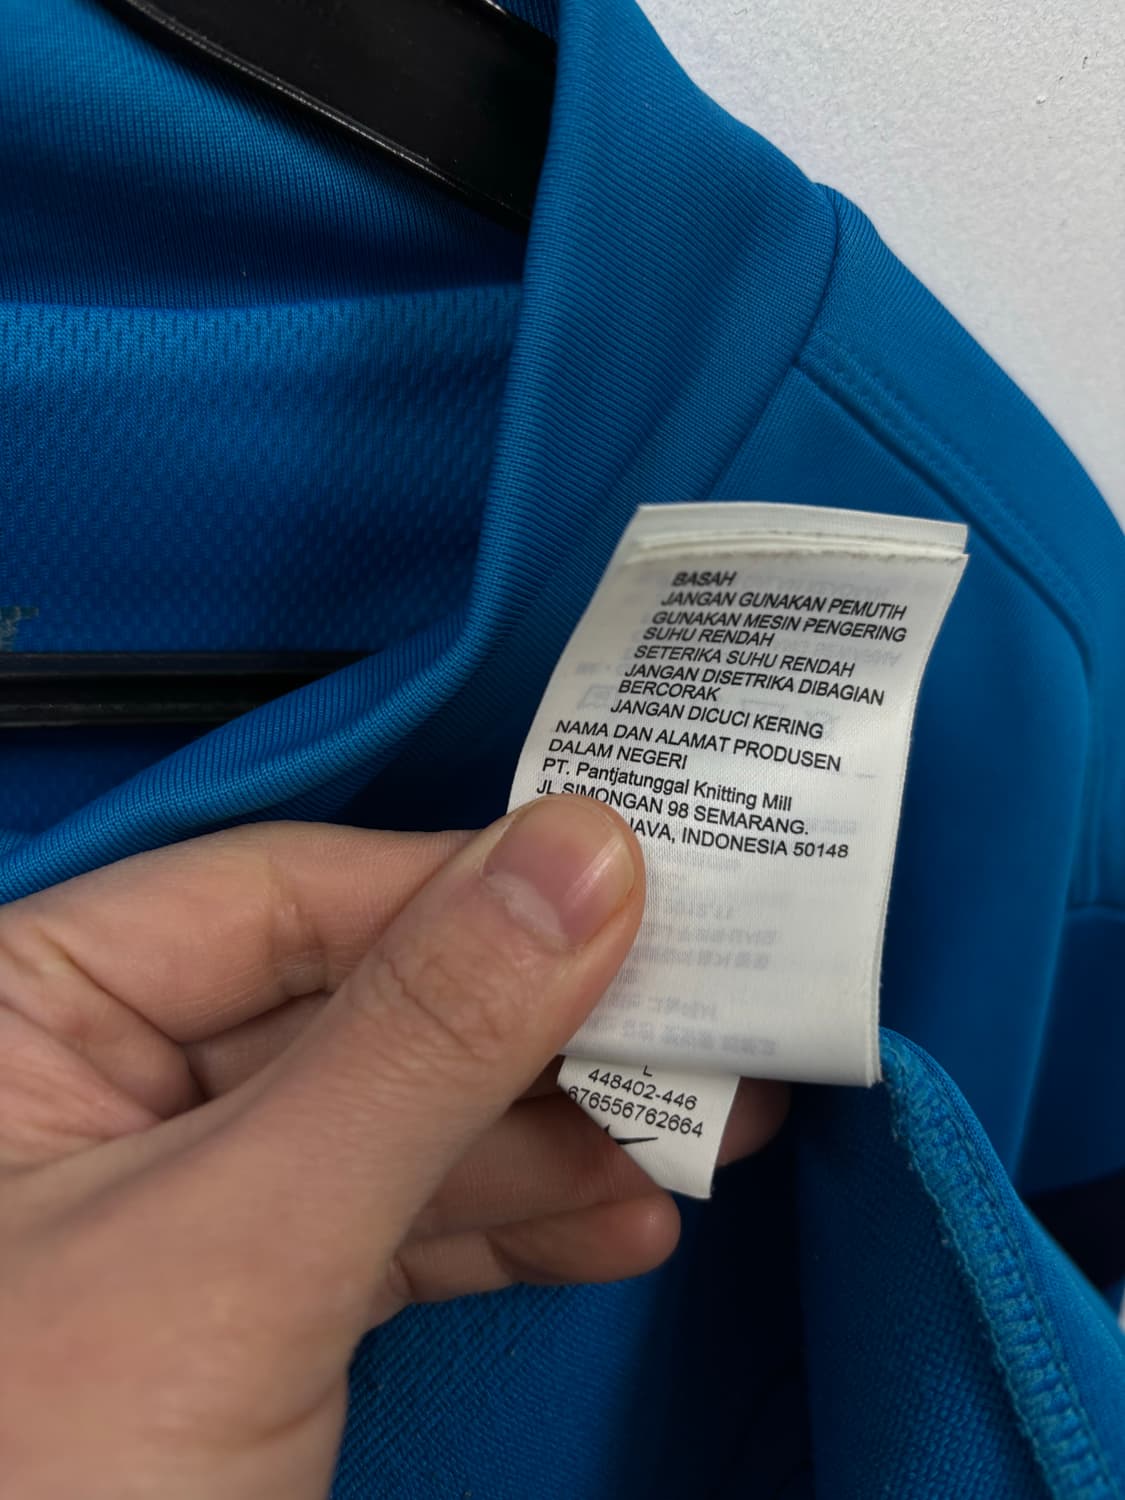 BASAH
JANGAN GUNAKAN PEMUTIH
GUNAKAN MESIN PENGERING
SUHU RENDAH
SETERIKA SUHU RENDAH
JANGAN DISETRIKA DIBAGIAN
BERCORAK
JANGAN DICUCI KERING
NAMA DAN ALAMAT PRODUSEN
DALAM NEGERI
PT. Pantjatunggal Knitting Mill
JL SIMONGAN 98 SEMARANG.
JAVA, INDONESIA 50148
L
448402-446
676556762664